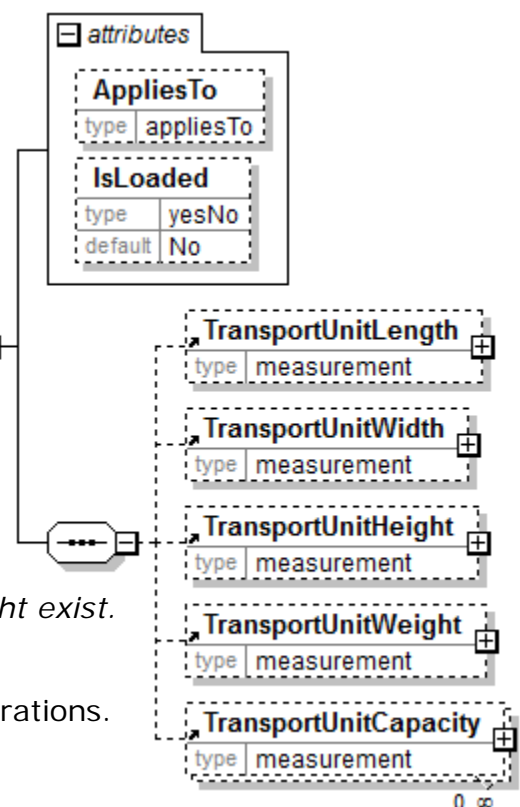 attributes
AppliesTo
type appliesTo
IsLoaded
type yesNo
default No
TransportUnitLength
type measurement
TransportUnitWidth
type measurement
TransportUnitHeight
type measurement
ht exist.
TransportUnitWeight
type measurement
rations.
TransportUnitCapacity
type measurement
0 ∞